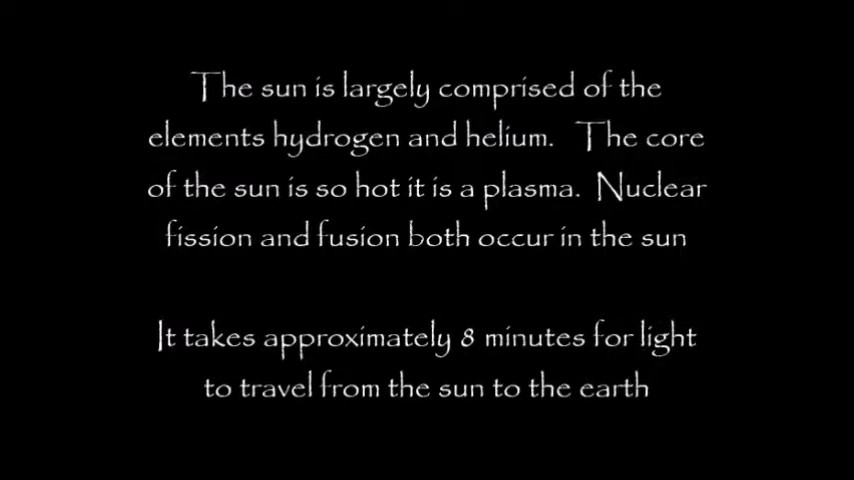 The sun is largely comprised of the
elements hydrogen and helium. The core
of the sun is so hot it is a plasma. Nuclear
fission and fusion both occur in the sun
It takes approximately 8 minutes for light
to travel from the sun to the earth